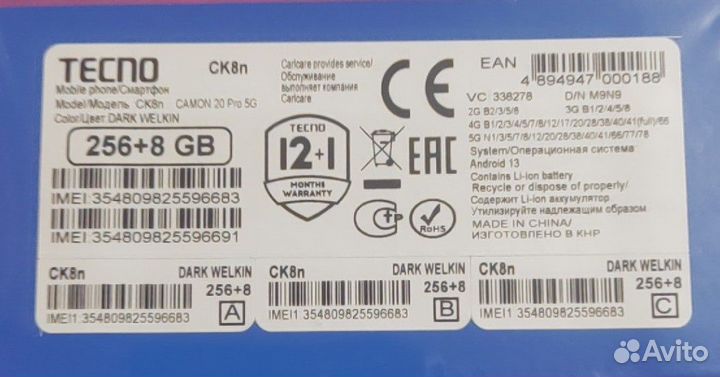 TECNO
CK8n
Mobile phone/Смартфон
Model/Модель: CK8n CAMON 20 Pro 5G
Color/Цвет: DARK WELKIN
256+8 GB
IMEI:354809825596683
IMEI:354809825596691
Carlcare provides service/
Обслуживание
выполняет компания
Carlcare
TECNO
12+1
MONTHS
WARRANTY
CE
EAC
Р
С
Т
RoHS
EAN
4 894947 000188
VC 338278 D/N M9N9
2G B2/3/5/8 3G B1/2/4/5/8
4G B1/2/3/4/5/7/8/12/17/20/28/38/40/41(full)/66
5G N1/3/5/7/8/12/20/28/38/40/41/66/77/78
System/Операционная система
Android 13
Contains Li-ion battery
Recycle or dispose of properly/
Содержит Li-ion аккумулятор
Утилизируйте надлежащим образом
MADE IN CHINA/
ИЗГОТОВЛЕНО В КНР
CK8n DARK WELKIN
256+8
IMEI1 354809825596683 A
CK8n DARK WELKIN
256+8
IMEI1 354809825596683 B
CK8n DARK WELKIN
256+8
IMEI1 354809825596683 C
Avito